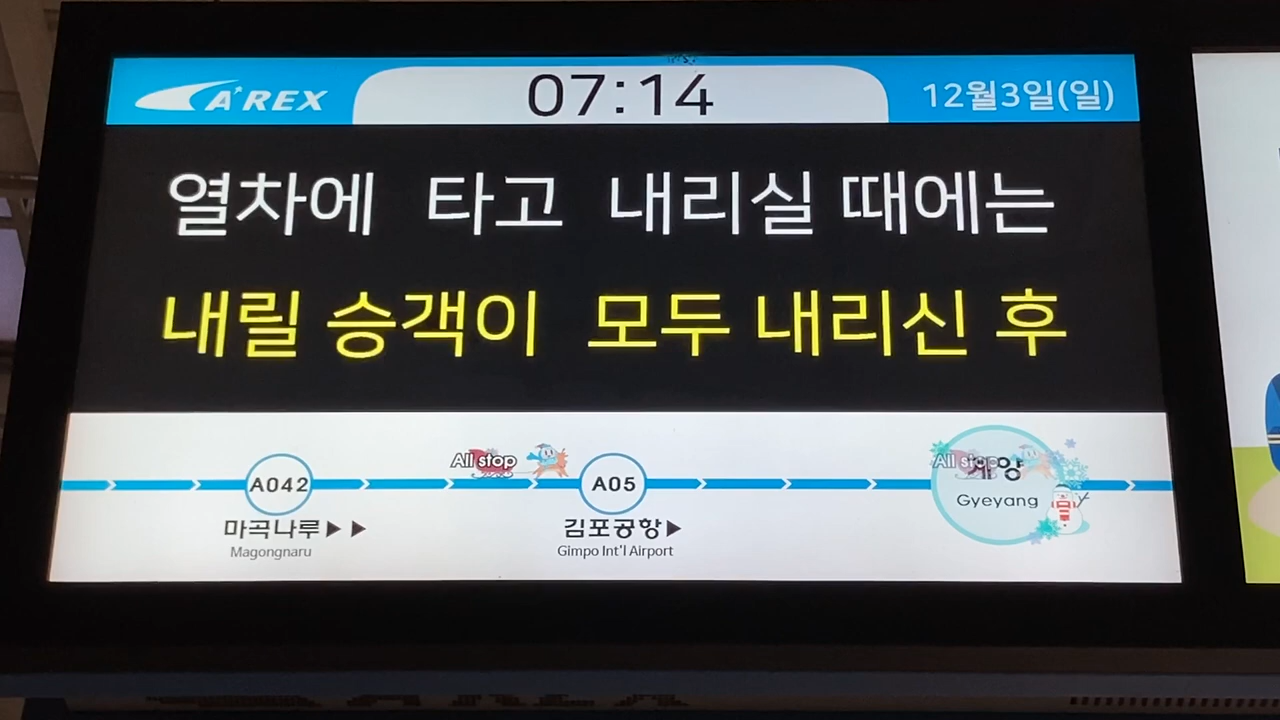 A'REX
07:14
12월3일(일)
열차에 타고 내리실 때에는
내릴 승객이 모두 내리신 후
All stop
All stop
계양
A042
A05
Gyeyang
마곡나루▶▶
김포공항▶
Magongnaru
Gimpo Int'l Airport